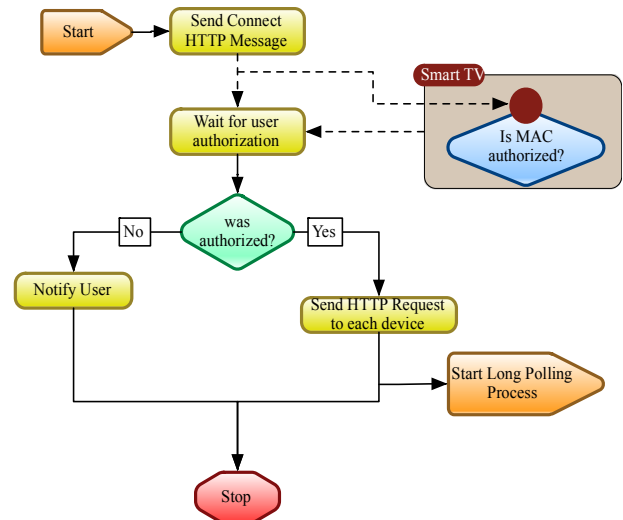 Start
Send Connect
HTTP Message
Smart TV
Is MAC
authorized?
Wait for user
authorization
was
authorized?
No
Yes
Notify User
Send HTTP Request
to each device
Start Long Polling
Process
Stop